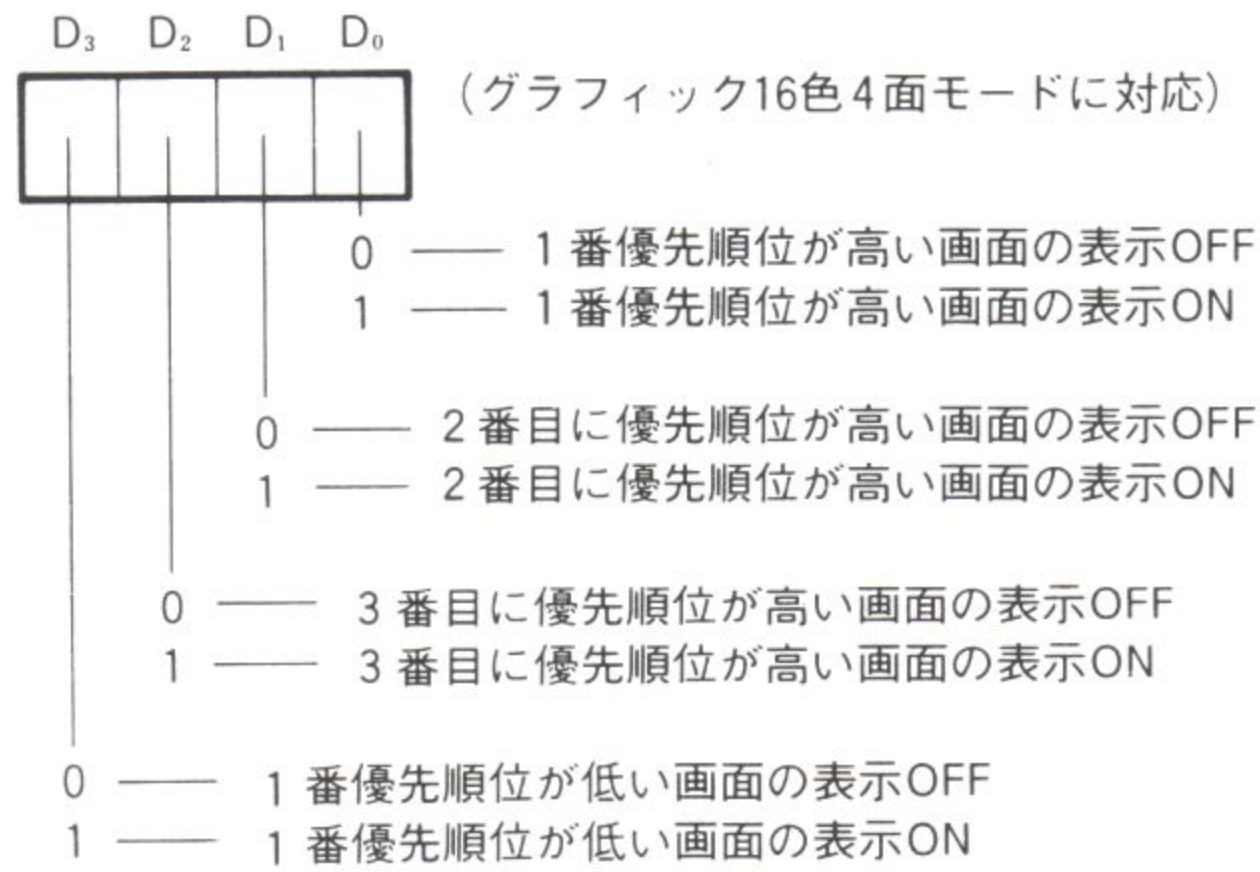 D₃ D₂ D₁ D₀
(グラフィック16色4面モードに対応)
0 ―― 1番優先順位が高い画面の表示OFF
1 ―― 1番優先順位が高い画面の表示ON
0 ―― 2番目に優先順位が高い画面の表示OFF
1 ―― 2番目に優先順位が高い画面の表示ON
0 ―― 3番目に優先順位が高い画面の表示OFF
1 ―― 3番目に優先順位が高い画面の表示ON
0 ―― 1番優先順位が低い画面の表示OFF
1 ―― 1番優先順位が低い画面の表示ON